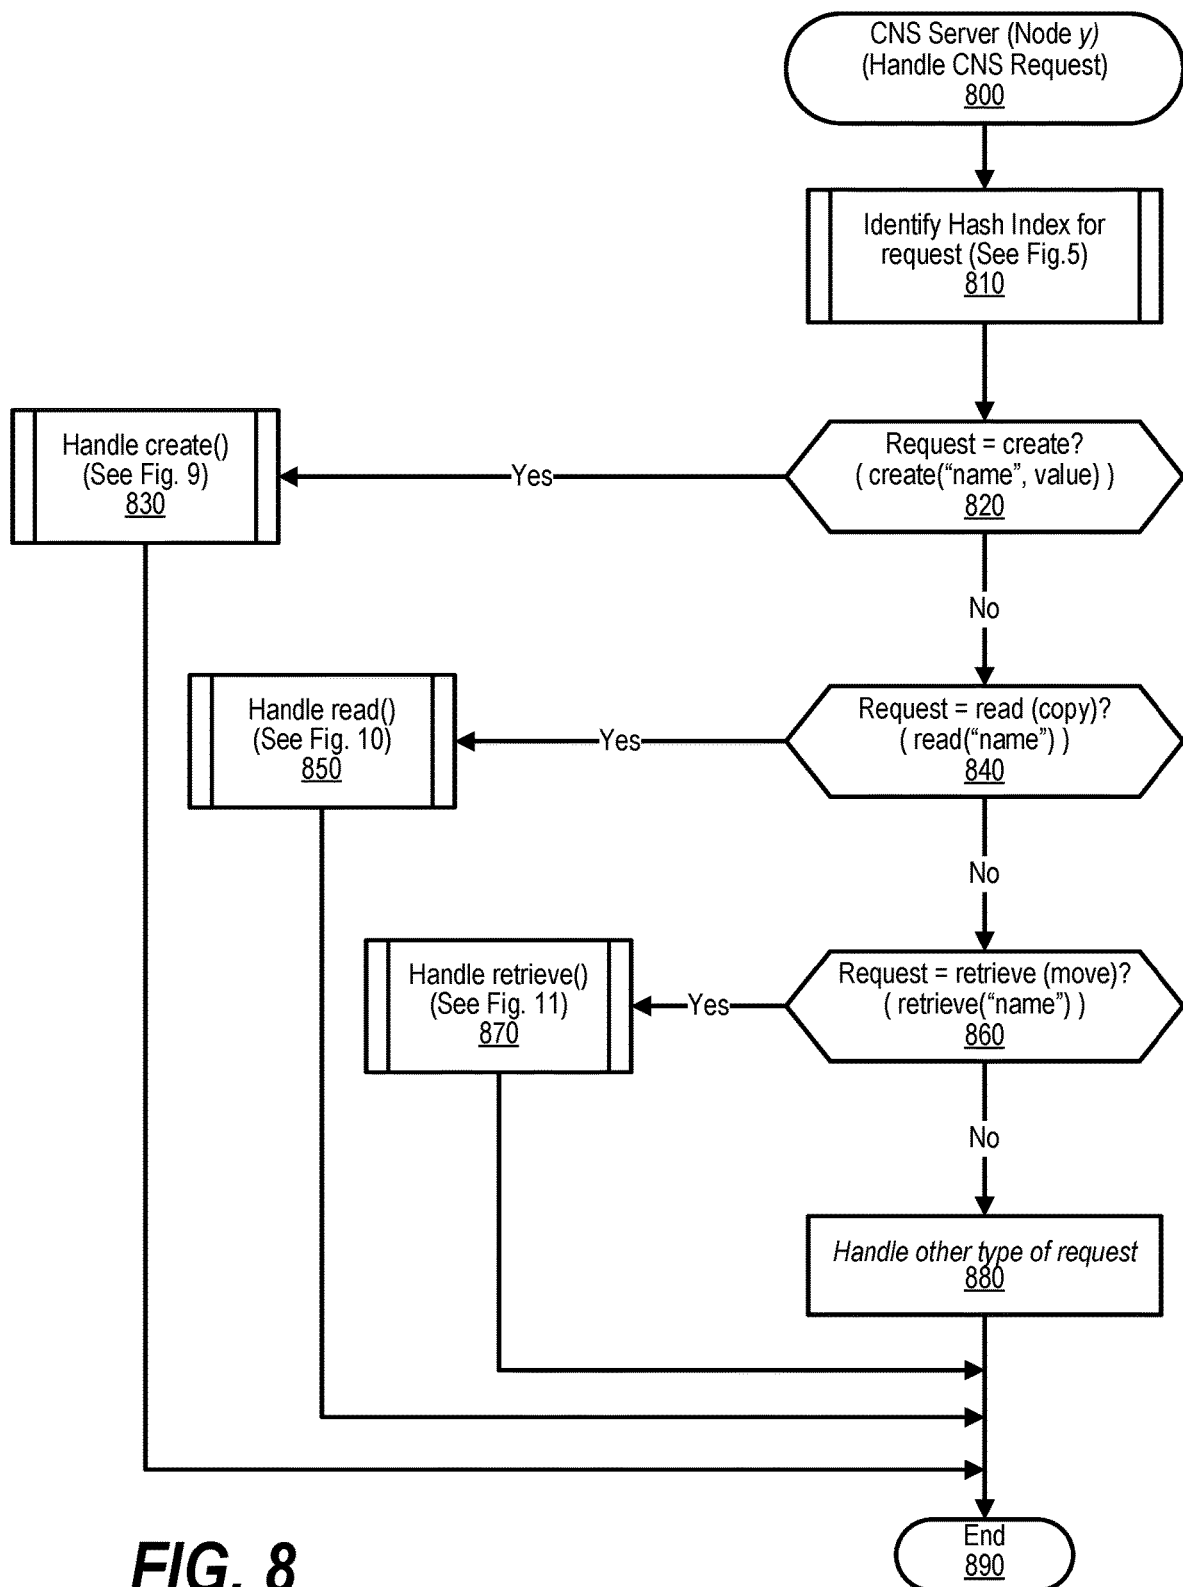 CNS Server (Node y)
(Handle CNS Request)
800
Identify Hash Index for
request (See Fig.5)
810
Request = create?
( create(“name”, value) )
820
Yes
Handle create()
(See Fig. 9)
830
No
Request = read (copy)?
( read(“name”) )
840
Yes
Handle read()
(See Fig. 10)
850
No
Request = retrieve (move)?
( retrieve(“name”) )
860
Yes
Handle retrieve()
(See Fig. 11)
870
No
Handle other type of request
880
End
890
FIG. 8